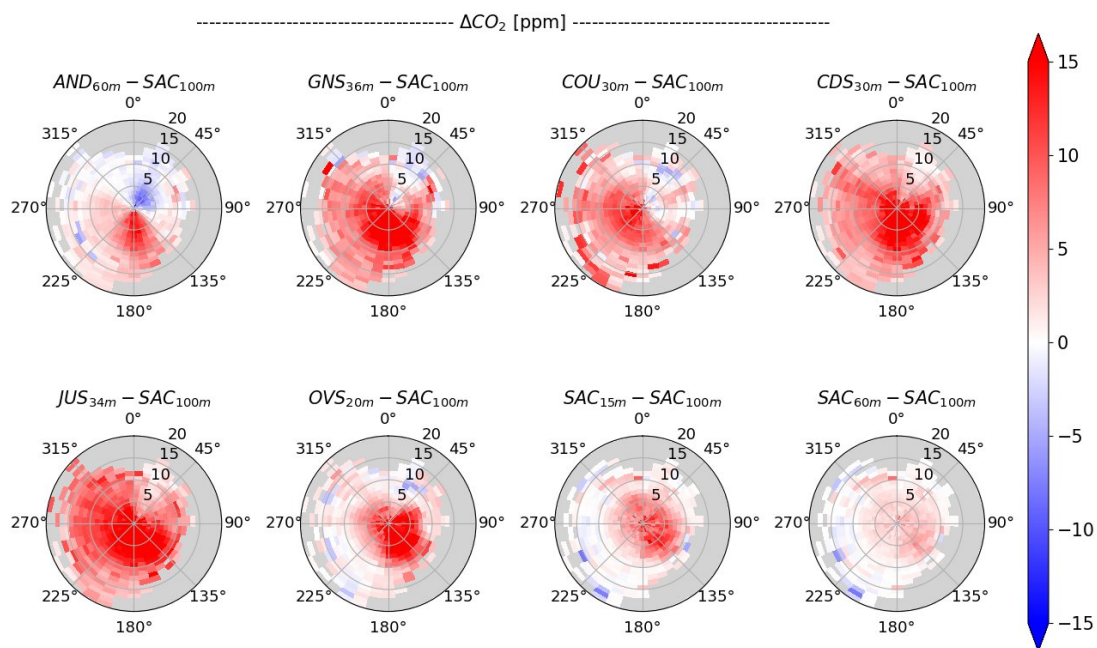 ------------------------------------ ΔCO₂ [ppm] ------------------------------------
AND₆₀ₘ − SAC₁₀₀ₘ GNS₃₆ₘ − SAC₁₀₀ₘ COU₃₀ₘ − SAC₁₀₀ₘ CDS₃₀ₘ − SAC₁₀₀ₘ
0° 0° 0° 0°
315° 20 45° 315° 20 45° 315° 20 45° 315° 20 45°
15 15 15 15
10 10 10 10
5 5 5 5
270° 90° 270° 90° 270° 90° 270° 90°
225° 135° 225° 135° 225° 135° 225° 135°
180° 180° 180° 180°
JUS₃₄ₘ − SAC₁₀₀ₘ OVS₂₀ₘ − SAC₁₀₀ₘ SAC₁₅ₘ − SAC₁₀₀ₘ SAC₆₀ₘ − SAC₁₀₀ₘ
0° 0° 0° 0°
315° 20 45° 315° 20 45° 315° 20 45° 315° 20 45°
15 15 15 15
10 10 10 10
5 5 5 5
270° 90° 270° 90° 270° 90° 270° 90°
225° 135° 225° 135° 225° 135° 225° 135°
180° 180° 180° 180°
15
10
5
0
−5
−10
−15